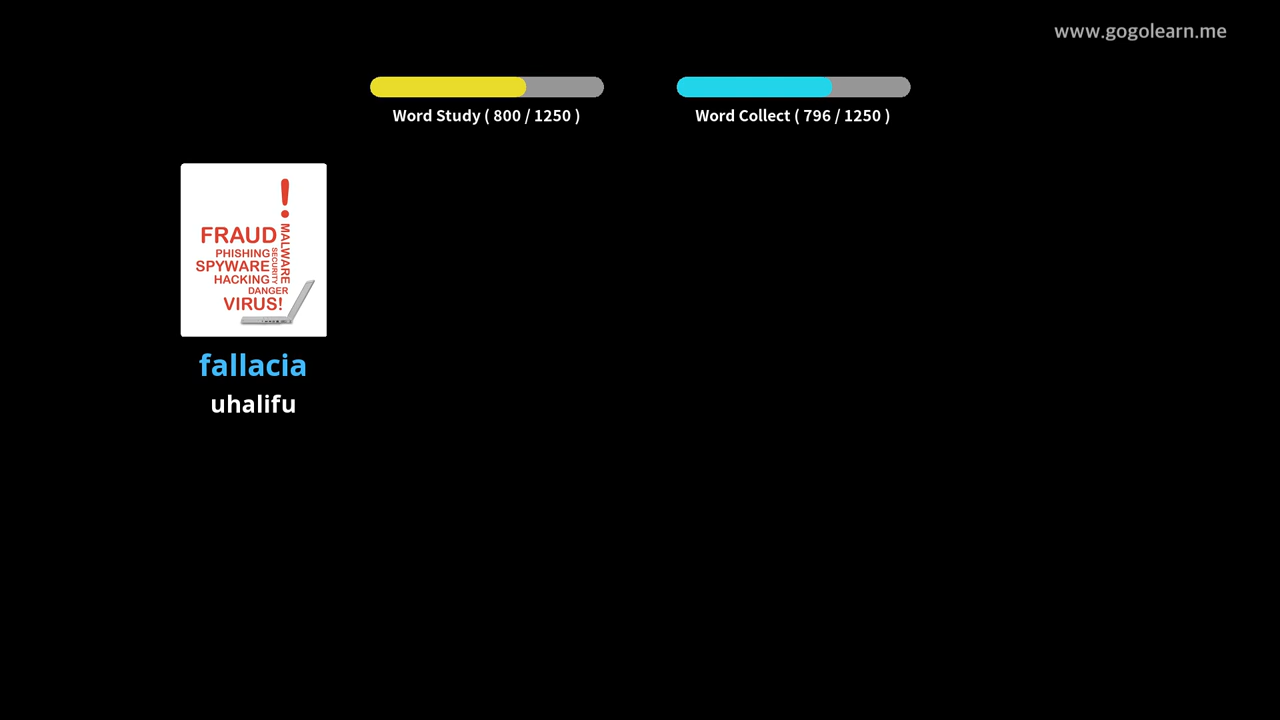 www.gogolearn.me
Word Study ( 800 / 1250 )
Word Collect ( 796 / 1250 )
!
FRAUD
MALWARE
PHISHING
SECURITY
SPYWARE
HACKING
DANGER
VIRUS!
fallacia
uhalifu